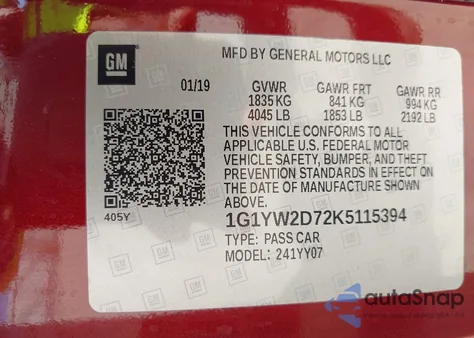 GM
MFD BY GENERAL MOTORS LLC
01/19
GVWR GAWR FRT GAWR RR
1835 KG 841 KG 994 KG
4045 LB 1853 LB 2192 LB
THIS VEHICLE CONFORMS TO ALL
APPLICABLE U.S. FEDERAL MOTOR
VEHICLE SAFETY, BUMPER, AND THEFT
PREVENTION STANDARDS IN EFFECT ON
THE DATE OF MANUFACTURE SHOWN
ABOVE.
405Y
1G1YW2D72K5115394
TYPE: PASS CAR
MODEL: 241YY07
autoSnap